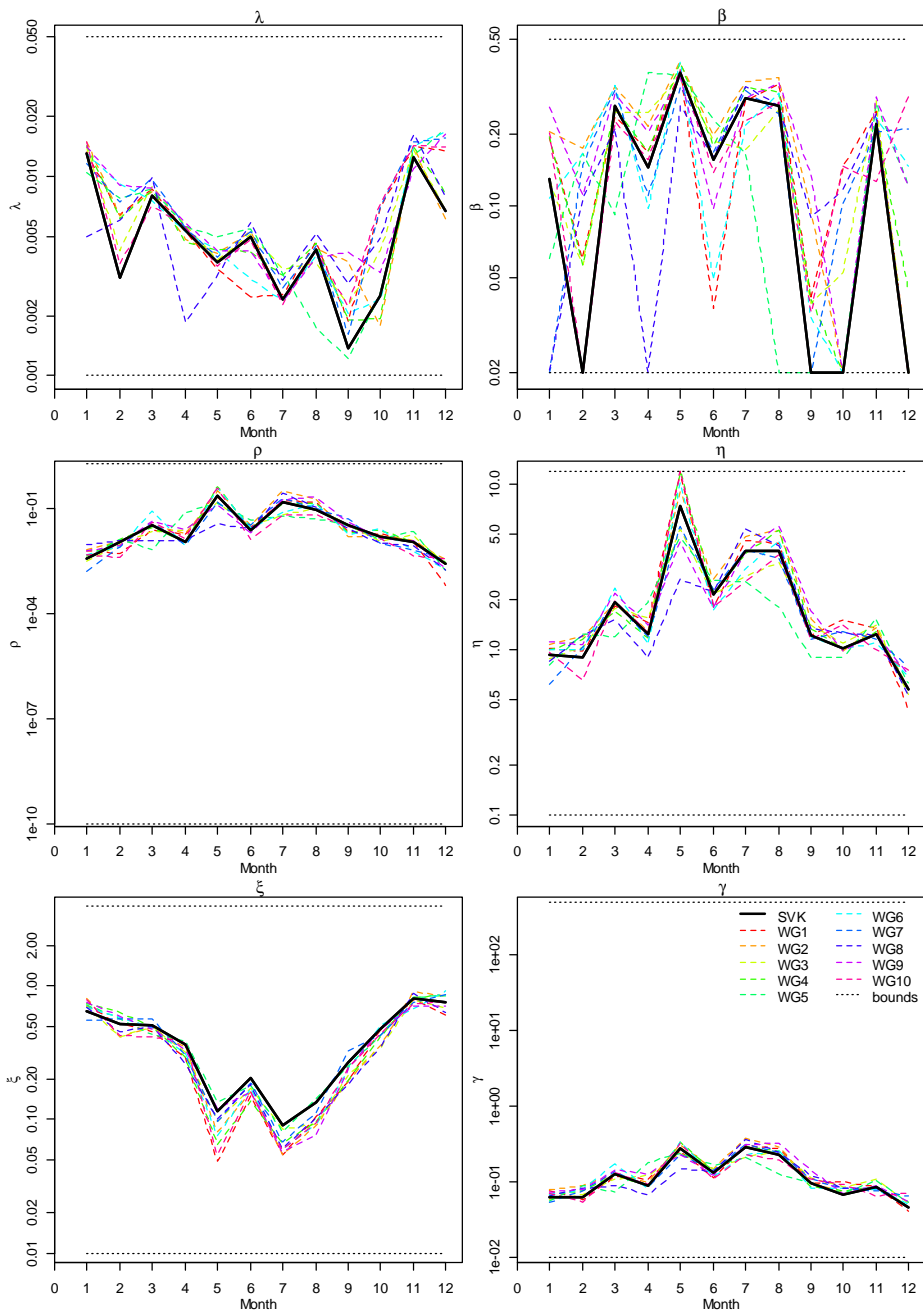 λ
β
0.050
0.020
0.010
0.005
0.002
0.001
λ
0 1 2 3 4 5 6 7 8 9 10 11 12
Month
0.50
0.20
0.10
0.05
0.02
β
0 1 2 3 4 5 6 7 8 9 10 11 12
Month
ρ
η
1e-01
1e-04
1e-07
1e-10
ρ
0 1 2 3 4 5 6 7 8 9 10 11 12
Month
10.0
5.0
2.0
1.0
0.5
0.2
0.1
η
0 1 2 3 4 5 6 7 8 9 10 11 12
Month
ξ
γ
2.00
1.00
0.50
0.20
0.10
0.05
0.01
ξ
0 1 2 3 4 5 6 7 8 9 10 11 12
Month
1e+02
1e+01
1e+00
1e-01
1e-02
γ
SVK
WG1
WG2
WG3
WG4
WG5
WG6
WG7
WG8
WG9
WG10
bounds
0 1 2 3 4 5 6 7 8 9 10 11 12
Month